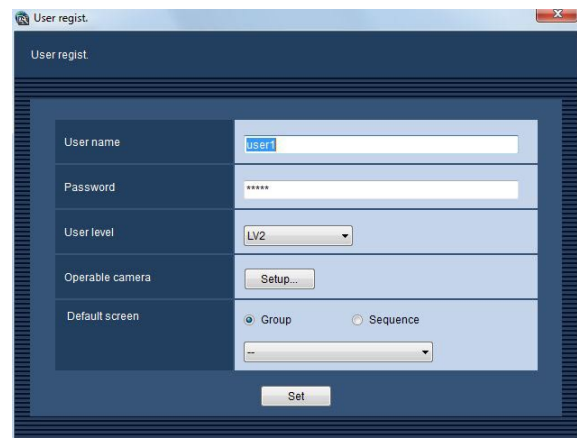 User regist.
User regist.
User name
user1
Password
*****
User level
LV2
Operable camera
Setup...
Default screen
Group
Sequence
--
Set